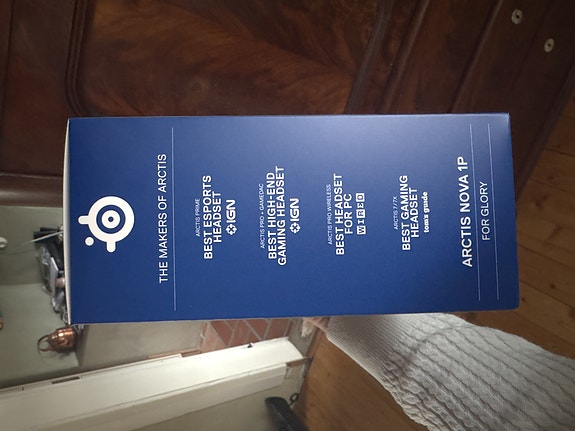 THE MAKERS OF ARCTIS
ARCTIS PRIME
BEST ESPORTS
HEADSET
IGN
ARCTIS PRO + GAMEDAC
BEST HIGH-END
GAMING HEADSET
IGN
ARCTIS PRO WIRELESS
BEST HEADSET
FOR PC
WIRED
ARCTIS 7/7X
BEST GAMING
HEADSET
tom's guide
ARCTIS NOVA 1P
FOR GLORY